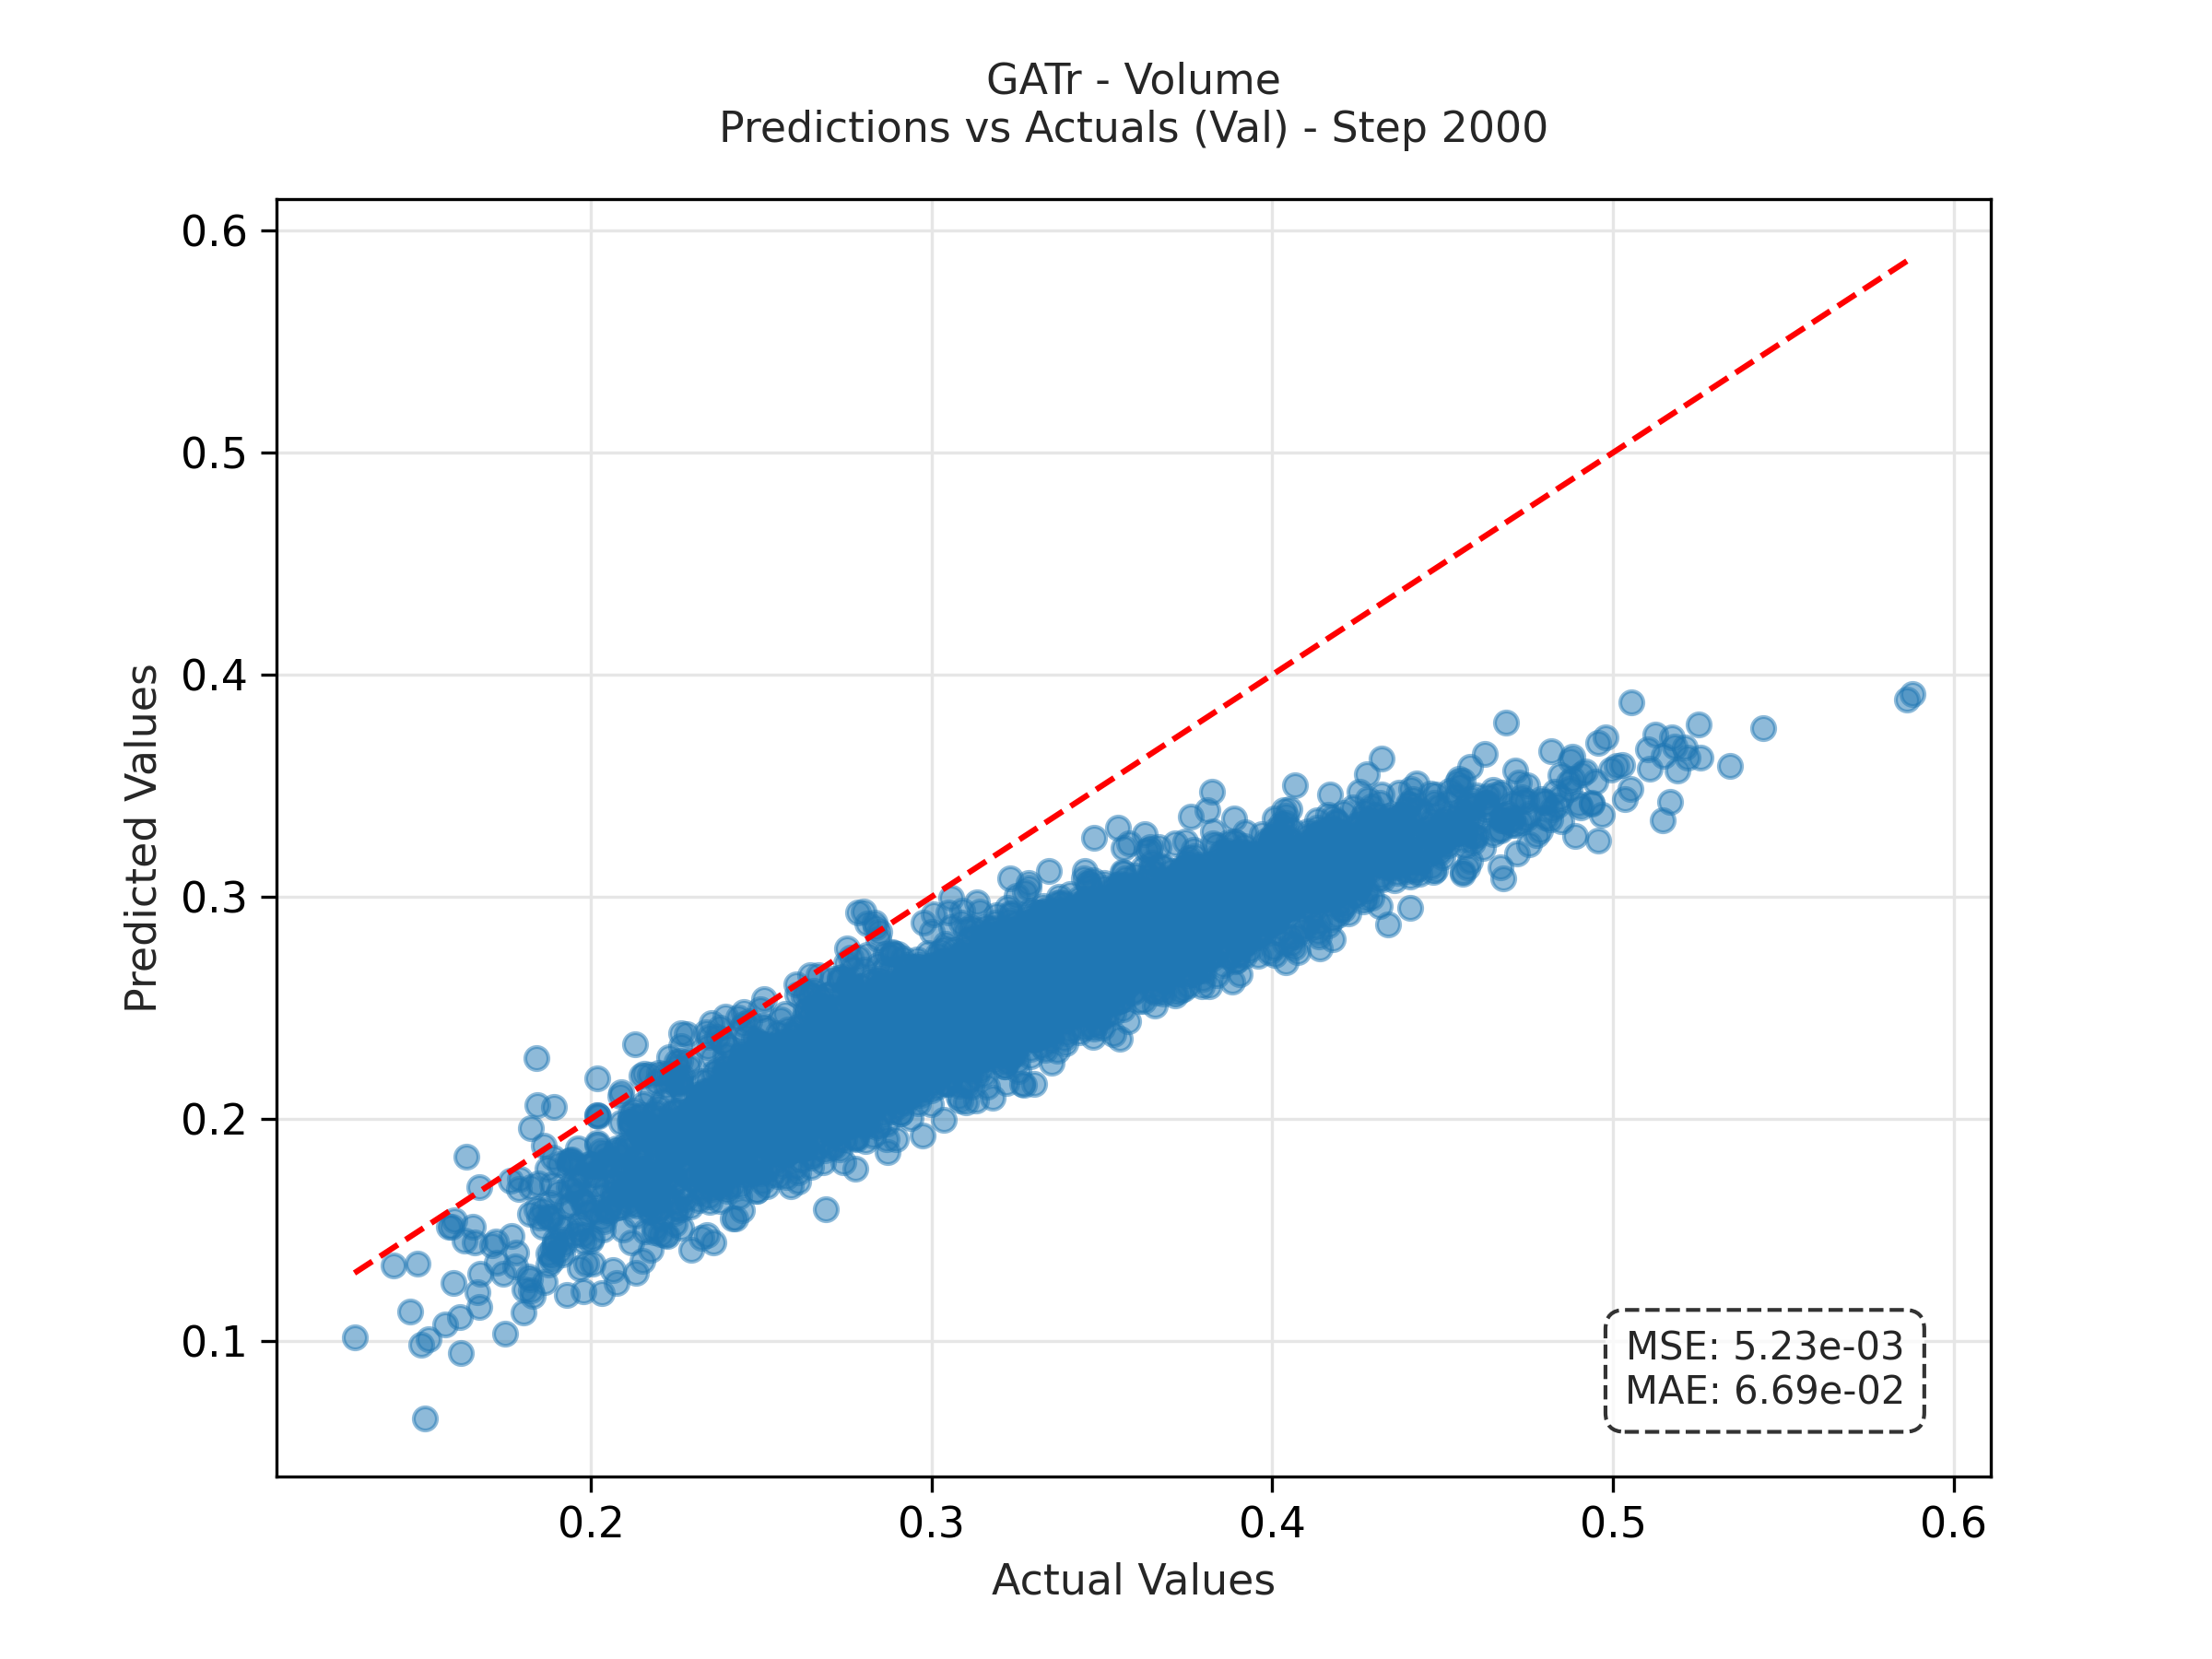 GATr - Volume
Predictions vs Actuals (Val) - Step 2000
0.6
0.5
0.4
0.3
0.2
0.1
Predicted Values
MSE: 5.23e-03
MAE: 6.69e-02
0.2
0.3
0.4
0.5
0.6
Actual Values